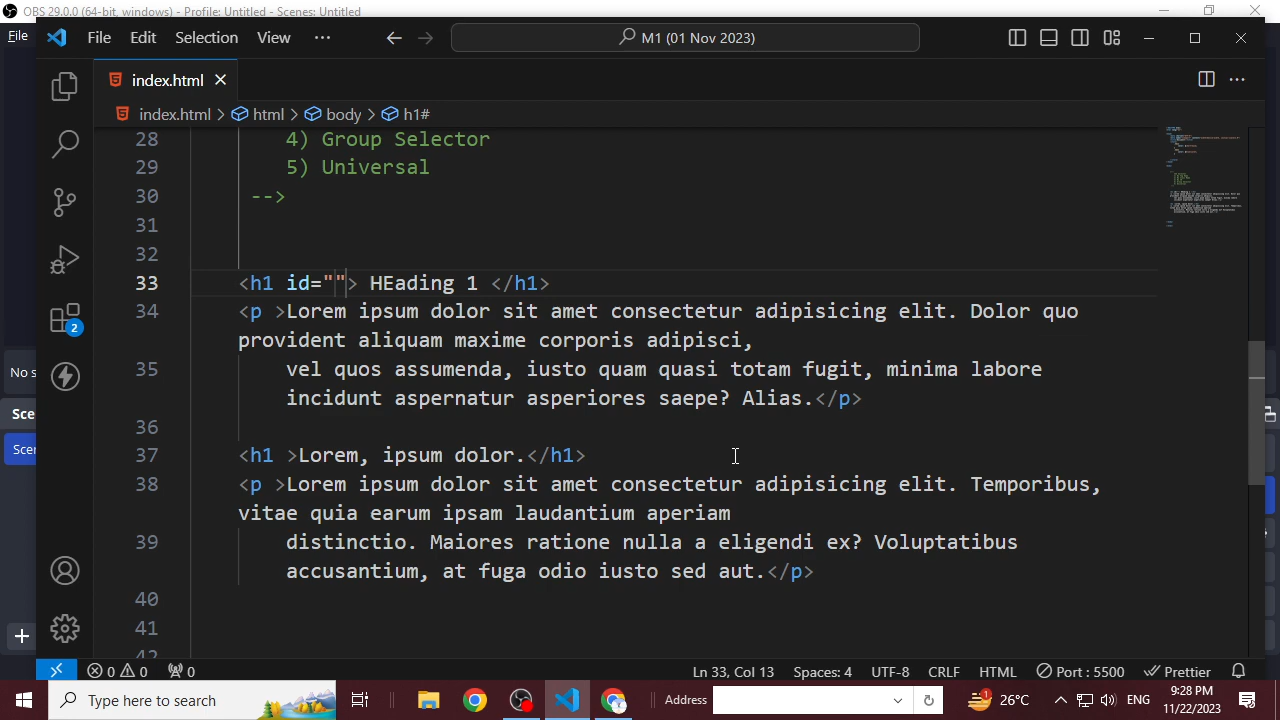 OBS 29.0.0 (64-bit, windows) - Profile: Untitled - Scenes: Untitled
File
File Edit Selection View ··· M1 (01 Nov 2023)
index.html
index.html > html > body > h1#
28 4) Group Selector
29 5) Universal
30 -->
31
32
33 <h1 id=""> HEading 1 </h1>
34 <p >Lorem ipsum dolor sit amet consectetur adipisicing elit. Dolor quo
provident aliquam maxime corporis adipisci,
35 vel quos assumenda, iusto quam quasi totam fugit, minima labore
incidunt aspernatur asperiores saepe? Alias.</p>
36
37 <h1 >Lorem, ipsum dolor.</h1>
38 <p >Lorem ipsum dolor sit amet consectetur adipisicing elit. Temporibus,
vitae quia earum ipsam laudantium aperiam
39 distinctio. Maiores ratione nulla a eligendi ex? Voluptatibus
accusantium, at fuga odio iusto sed aut.</p>
40
41
42
2
No s
Sce
Scen
0 0 0 Ln 33, Col 13 Spaces: 4 UTF-8 CRLF HTML Port : 5500 Prettier
Type here to search Address 1 26°C ENG 9:28 PM
11/22/2023